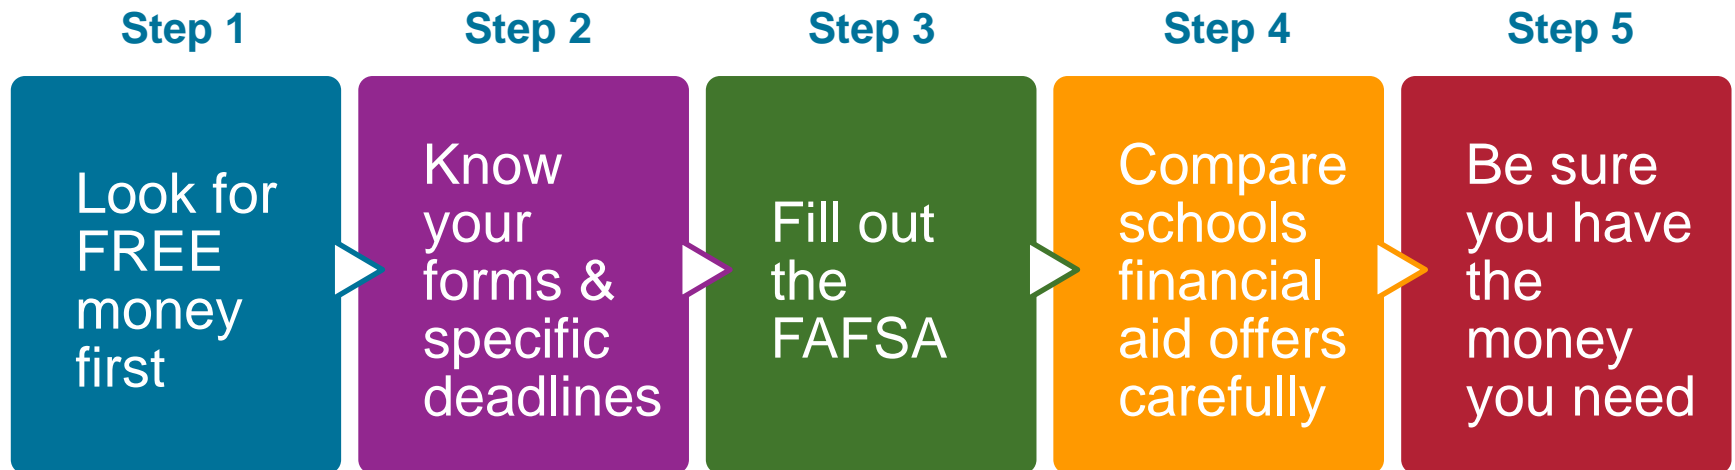 Step 1
Look for
FREE
money
first
Step 2
Know
your
forms &
specific
deadlines
Step 3
Fill out
the
FAFSA
Step 4
Compare
schools
financial
aid offers
carefully
Step 5
Be sure
you have
the
money
you need